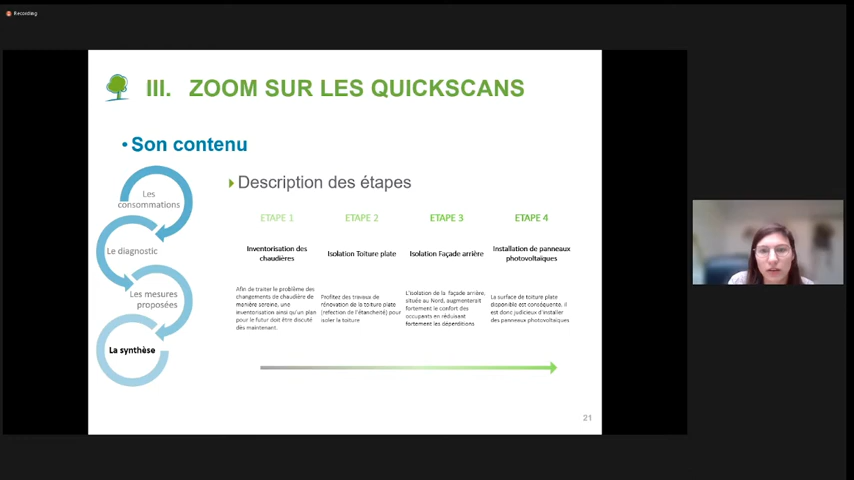 Recording
III. ZOOM SUR LES QUICKSCANS
• Son contenu
Les
consommations
Le diagnostic
Les mesures
proposées
La synthèse
Description des étapes
ETAPE 1
ETAPE 2
ETAPE 3
ETAPE 4
Inventorisation des
chaudières
Isolation Toiture plate
Isolation Façade arrière
Installation de panneaux
photovoltaïques
Afin de traiter le problème des
changements de chaudière de
manière sereine, une
inventorisation ainsi qu'un plan
pour le futur doit être discuté
dès maintenant.
Profitez des travaux de
rénovation de la toiture plate
(refection de l'étanchéité) pour
isoler la toiture
L'isolation de la façade arrière,
située au Nord, augmenterait
fortement le confort des
occupants en réduisant
fortement les déperditions
La surface de toiture plate
disponible est conséquente, il
est donc judicieux d'installer
des panneaux photovoltaïques
21